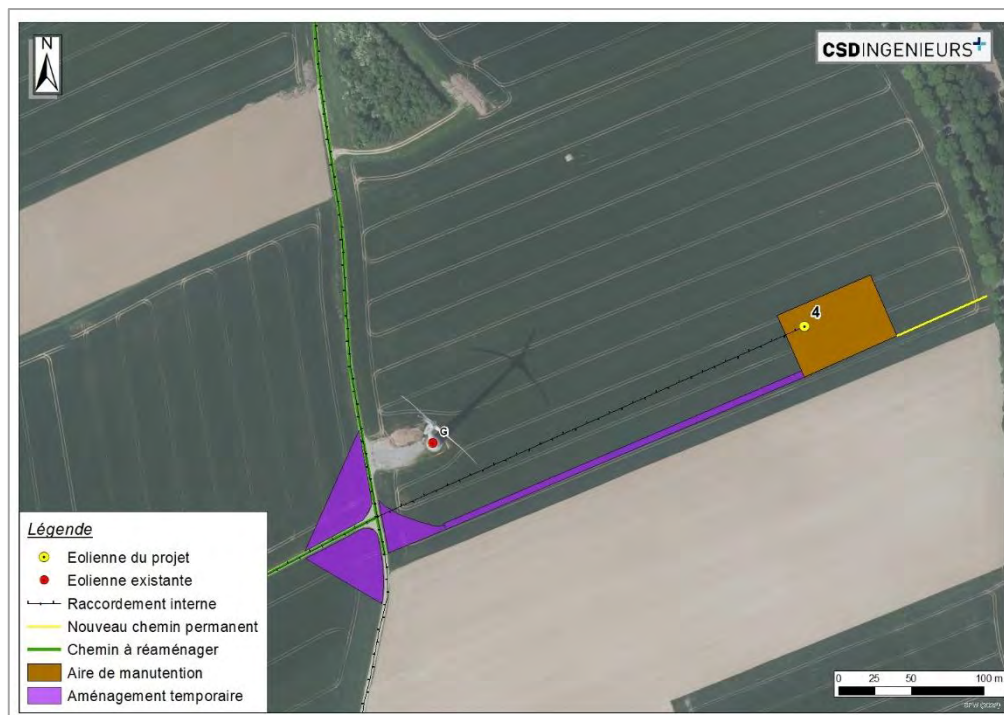 N
CSDINGENIEURS+
4
G
Légende
Eolienne du projet
Eolienne existante
Raccordement interne
Nouveau chemin permanent
Chemin à réaménager
Aire de manutention
Aménagement temporaire
0 25 50 100 m